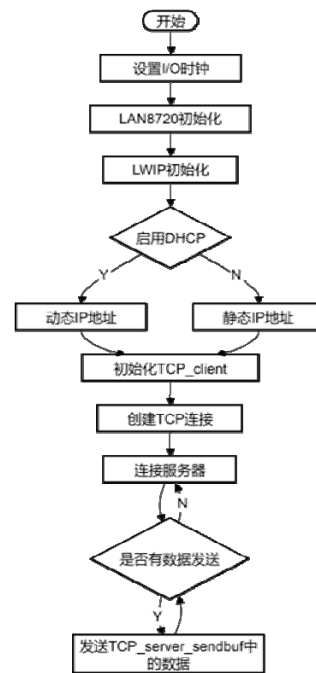 开始
设置I/O时钟
LAN8720初始化
LWIP初始化
启用DHCP
Y
N
动态IP地址
静态IP地址
初始化TCP_client
创建TCP连接
连接服务器
N
是否有数据发送
Y
发送TCP_server_sendbuf中
的数据